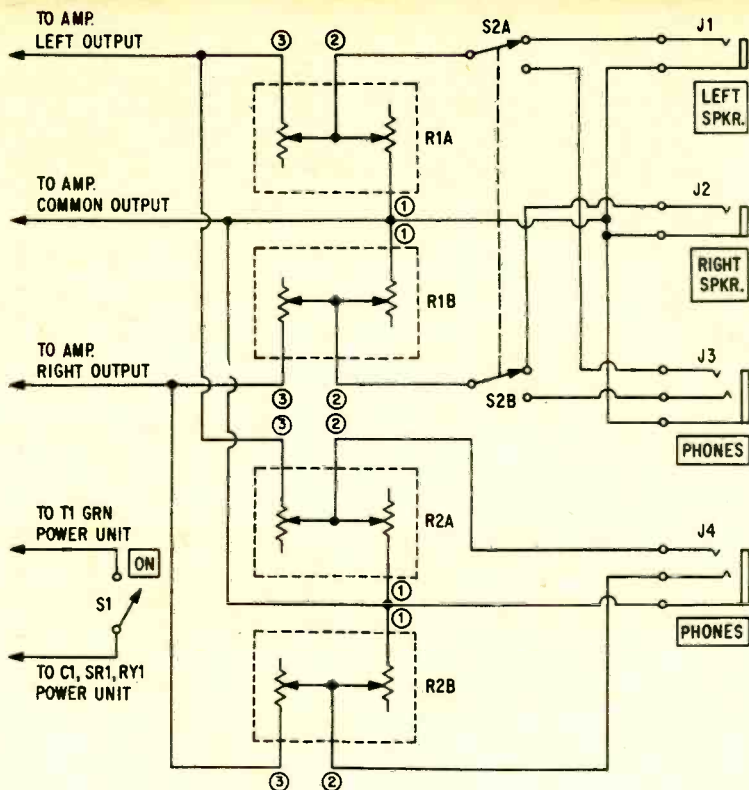 TO AMP.
LEFT OUTPUT
③
②
S2A
J1
LEFT
SPKR.
R1A
TO AMP.
COMMON OUTPUT
①
①
J2
RIGHT
SPKR.
R1B
TO AMP.
RIGHT OUTPUT
③
②
S2B
J3
③
②
PHONES
R2A
TO T1 GRN
POWER UNIT
ON
S1
J4
①
①
PHONES
TO C1, SR1, RY1
POWER UNIT
R2B
③
②